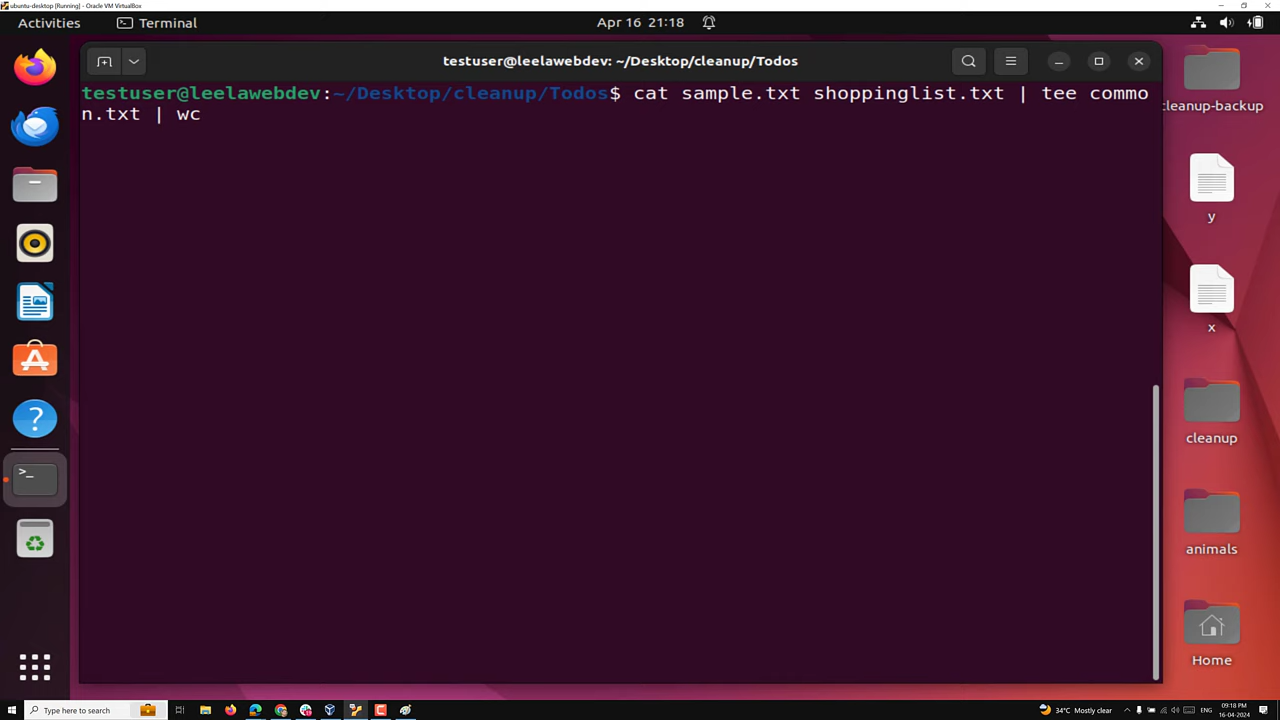 ubuntu-desktop [Running] - Oracle VM VirtualBox
Activities
Terminal
Apr 16 21:18
testuser@leelawebdev: ~/Desktop/cleanup/Todos
testuser@leelawebdev:~/Desktop/cleanup/Todos$ cat sample.txt shoppinglist.txt | tee commo
n.txt | wc
cleanup-backup
y
x
cleanup
animals
Home
Type here to search
34°C Mostly clear
ENG
09:18 PM
16-04-2024